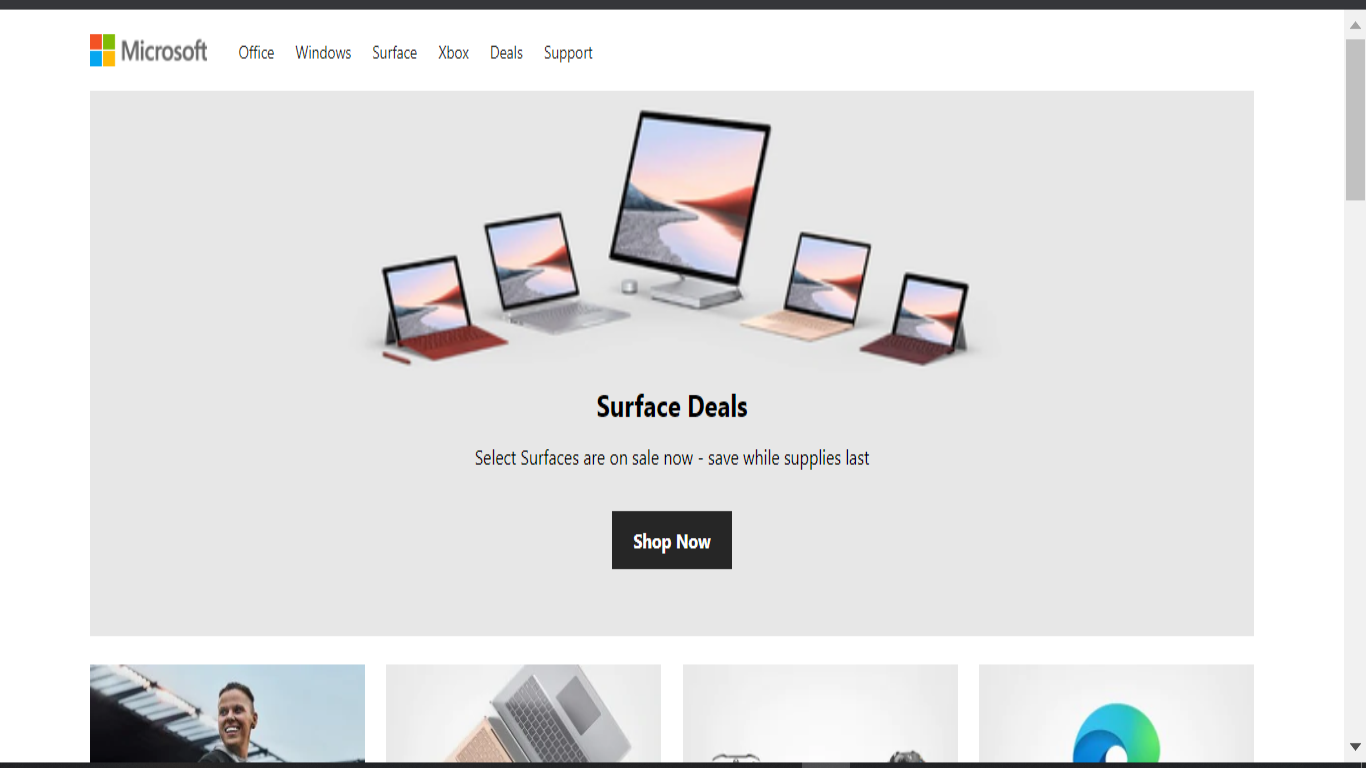 Microsoft Office Windows Surface Xbox Deals Support
Surface Deals
Select Surfaces are on sale now - save while supplies last
Shop Now